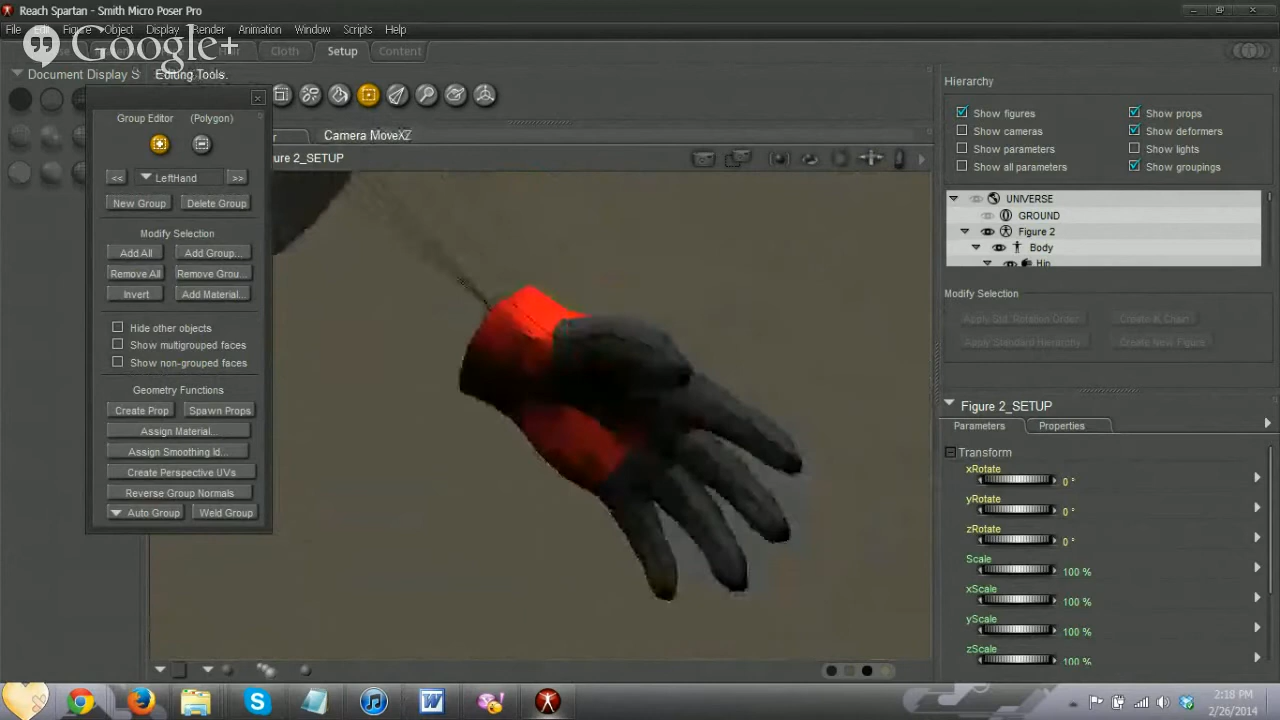 Reach Spartan - Smith Micro Poser Pro
File Edit Figure Object Display Render Animation Window Scripts Help
Google+
Cloth Setup Content
Document Display S Editing Tools.
Group Editor (Polygon)
Camera MoveXZ
ure 2_SETUP
<< LeftHand >>
New Group Delete Group
Modify Selection
Add All Add Group...
Remove All Remove Grou...
Invert Add Material...
Hide other objects
Show multigrouped faces
Show non-grouped faces
Geometry Functions
Create Prop Spawn Props
Assign Material...
Assign Smoothing Id...
Create Perspective UVs
Reverse Group Normals
Auto Group Weld Group
Hierarchy
Show figures Show props
Show cameras Show deformers
Show parameters Show lights
Show all parameters Show groupings
UNIVERSE
GROUND
Figure 2
Body
Hip
Modify Selection
Apply Std. Rotation Order Create IK Chain
Apply Standard Hierarchy Create New Figure
Figure 2_SETUP
Parameters Properties
Transform
xRotate
0 °
yRotate
0 °
zRotate
0 °
Scale
100 %
xScale
100 %
yScale
100 %
zScale
100 %
2:18 PM
2/26/2014